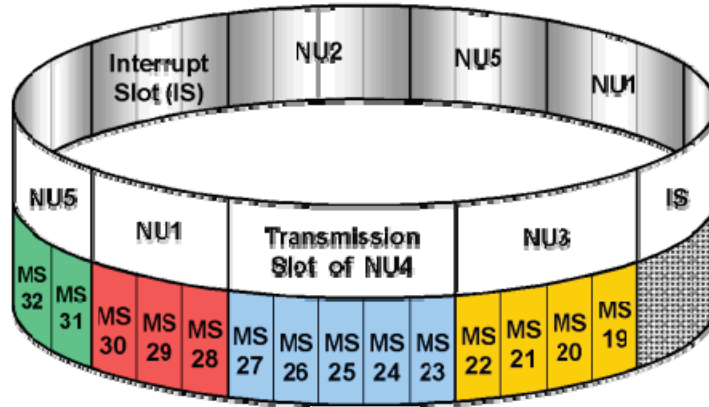 Interrupt
Slot (IS)
NU2
NU5
NU1
NU5
NU1
Transmission
Slot of NU4
NU3
IS
MS
32
MS
31
MS
30
MS
29
MS
28
MS
27
MS
26
MS
25
MS
24
MS
23
MS
22
MS
21
MS
20
MS
19